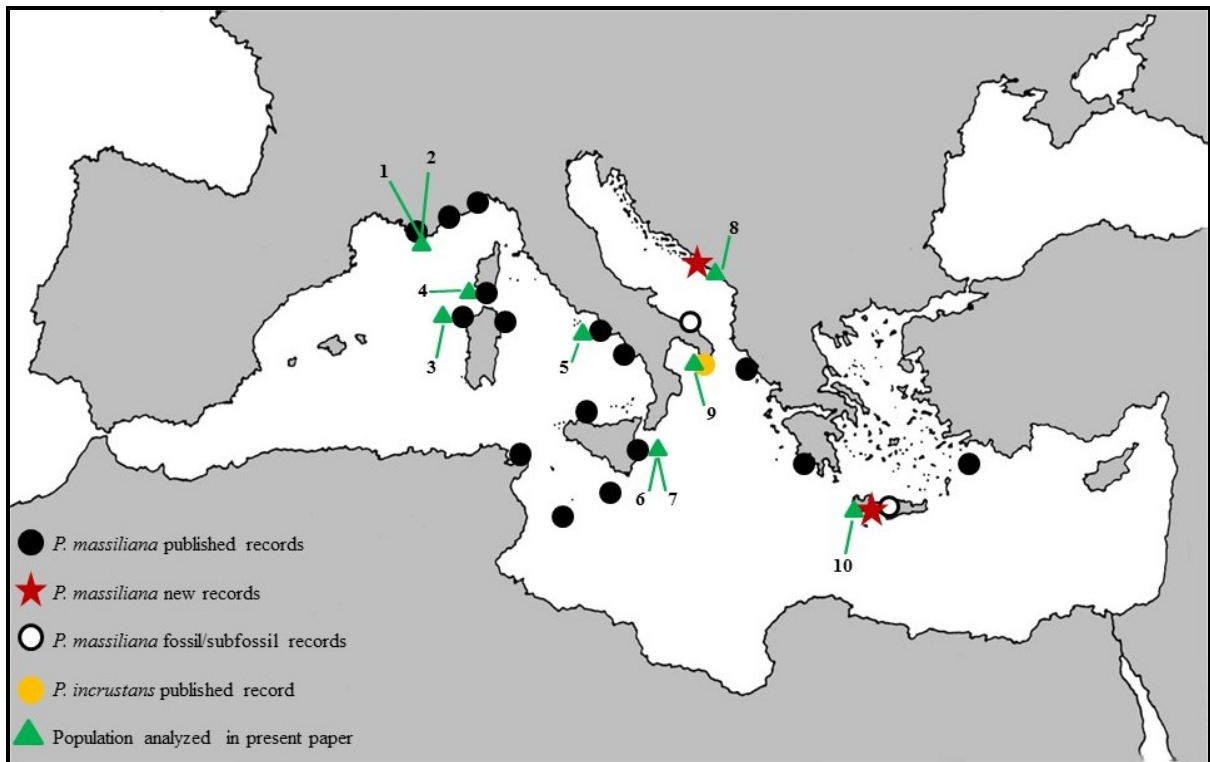 1
2
8
4
3
5
9
6 7
10
P. massiliana published records
P. massiliana new records
P. massiliana fossil/subfossil records
P. incrustans published record
Population analyzed in present paper